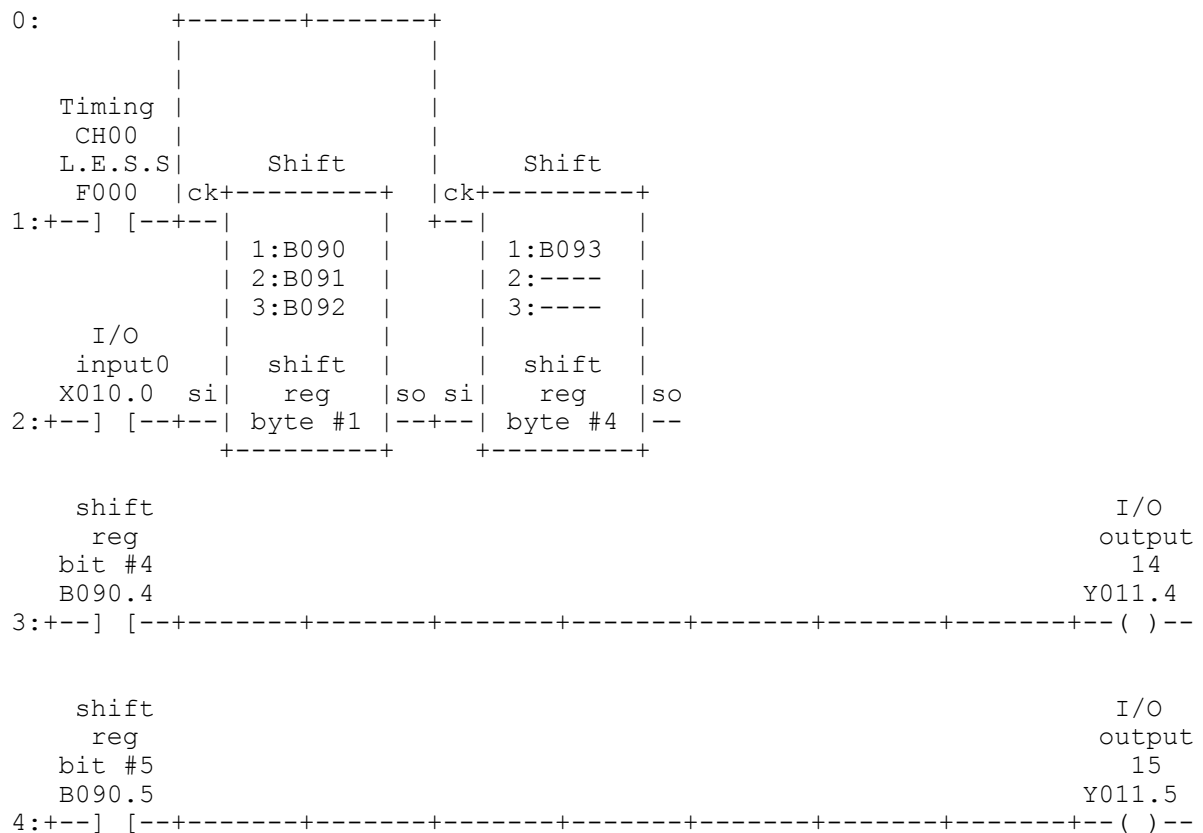 0:         +-------+-------+
           |               |
           |               |
   Timing  |               |
    CH00   |               |
   L.E.S.S|     Shift      |    Shift
    F000   |ck+---------+  |ck+---------+
1:+--] [--+--|         |  +--|         |
             | 1:B090  |     | 1:B093  |
             | 2:B091  |     | 2:----  |
             | 3:B092  |     | 3:----  |
     I/O     |         |     |         |
    input0   |  shift  |     |  shift  |
   X010.0  si|   reg   |so si|   reg   |so
2:+--] [--+--| byte #1 |--+--| byte #4 |--
             +---------+     +---------+
    shift                                                              I/O
     reg                                                              output
   bit #4                                                               14
   B090.4                                                            Y011.4
3:+--] [--+-------+-------+-------+-------+-------+-------+-------+--( )--
    shift                                                              I/O
     reg                                                              output
   bit #5                                                               15
   B090.5                                                            Y011.5
4:+--] [--+-------+-------+-------+-------+-------+-------+-------+--( )--